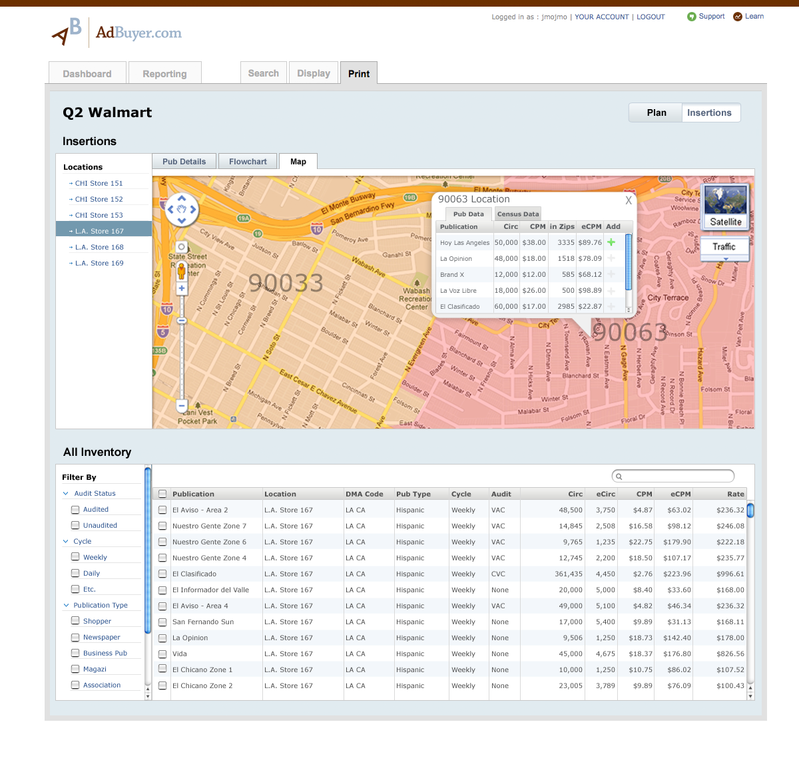 Logged in as : jmojmo | YOUR ACCOUNT | LOGOUT Support Learn
AB AdBuyer.com
Dashboard Reporting Search Display Print
Q2 Walmart
Plan Insertions
Insertions
Locations
- CHI Store 151
- CHI Store 152
- CHI Store 153
- L.A. Store 167
- L.A. Store 168
- L.A. Store 169
Pub Details Flowchart Map
El Monte Busway
San Bernardino Fwy
El Monte Busway
90033
90063
State Street
Recreation
Center
Wabash
Recreation
Center
City Terrace
Wabash Ave
N Soto St
N Evergreen Ave
East Cesar E Chavez Avenue
Pocket Park
Malabar St
Folsom St
Blanchard St
N Gage Ave
Hazard Ave
Floral Dr
90063 Location X
Pub Data Census Data
Publication Circ CPM in Zips eCPM Add
Hoy Las Angeles 50,000 $38.00 3335 $89.76
La Opinion 48,000 $18.00 1518 $78.09
Brand X 12,000 $12.00 585 $68.12
La Voz Libre 18,000 $26.00 500 $98.89
El Clasificado 60,000 $17.00 2985 $22.87
Satellite
Traffic
All Inventory
Filter By
Audit Status
Audited
Unaudited
Cycle
Weekly
Daily
Etc.
Publication Type
Shopper
Newspaper
Business Pub
Magazi
Association
Publication Location DMA Code Pub Type Cycle Audit Circ eCirc CPM eCPM Rate
El Aviso - Area 2 L.A. Store 167 LA CA Hispanic Weekly VAC 48,500 3,750 $4.87 $63.02 $236.32
Nuestro Gente Zone 7 L.A. Store 167 LA CA Hispanic Weekly VAC 14,845 2,508 $16.58 $98.12 $246.08
Nuestro Gente Zone 6 L.A. Store 167 LA CA Hispanic Weekly VAC 9,765 1,235 $22.75 $179.90 $222.18
Nuestro Gente Zone 4 L.A. Store 167 LA CA Hispanic Weekly VAC 12,745 2,200 $18.50 $107.17 $235.77
El Clasificado L.A. Store 167 LA CA Hispanic Weekly CVC 361,435 4,450 $2.76 $223.96 $996.61
El Informador del Valle L.A. Store 167 LA CA Hispanic Weekly None 20,000 5,000 $8.40 $33.60 $168.00
El Aviso - Area 4 L.A. Store 167 LA CA Hispanic Weekly VAC 49,000 5,100 $4.82 $46.34 $236.32
San Fernando Sun L.A. Store 167 LA CA Hispanic Weekly None 17,000 5,400 $9.89 $31.13 $168.11
La Opinion L.A. Store 167 LA CA Hispanic Weekly None 9,506 1,250 $18.73 $142.40 $178.00
Vida L.A. Store 167 LA CA Hispanic Weekly None 45,000 4,675 $18.37 $176.80 $826.56
El Chicano Zone 1 L.A. Store 167 LA CA Hispanic Weekly None 10,000 1,250 $10.75 $86.02 $107.52
El Chicano Zone 2 L.A. Store 167 LA CA Hispanic Weekly None 23,005 3,789 $9.89 $76.09 $100.43